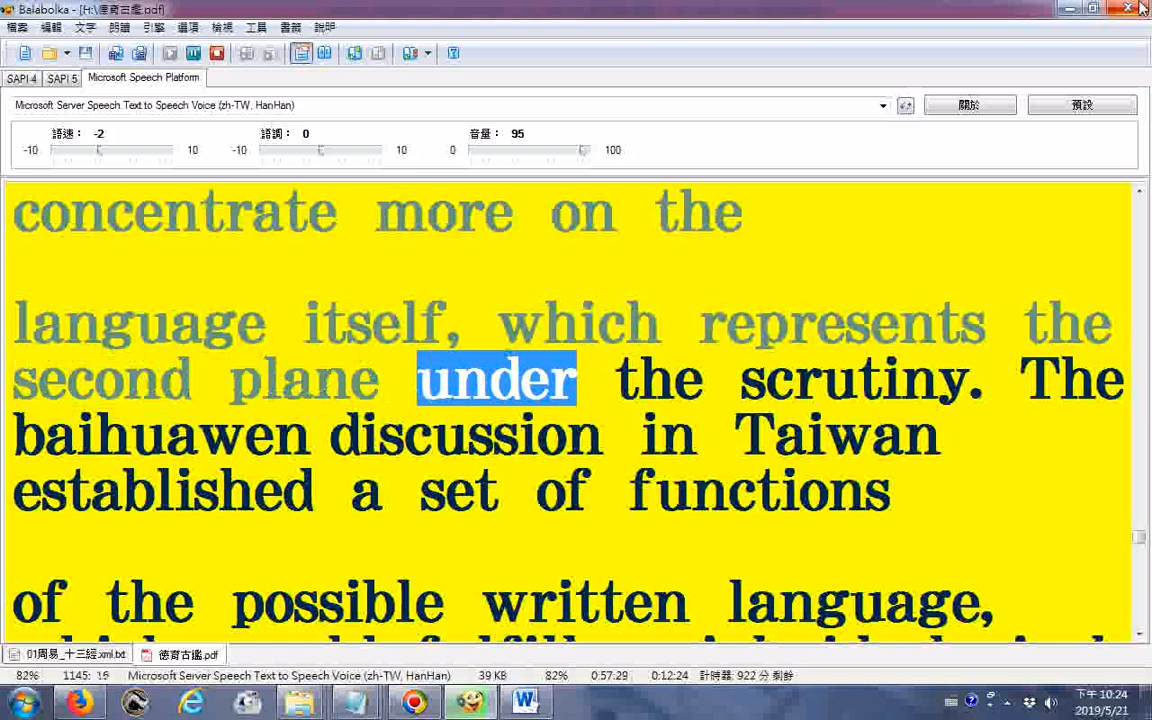 Balabolka - [H:\德育古鑑.pdf]
檔案 編輯 文字 朗讀 引擎 選項 檢視 工具 書籤 說明
SAPI 4 SAPI 5 Microsoft Speech Platform
Microsoft Server Speech Text to Speech Voice (zh-TW, HanHan) 關於 預設
語速： -2 語調： 0 音量： 95
-10 10 -10 10 0 100
concentrate more on the
language itself, which represents the
second plane under the scrutiny. The
baihuawen discussion in Taiwan
established a set of functions
of the possible written language,
01周易_十三經.xml.txt 德育古鑑.pdf
82% 1145: 16 Microsoft Server Speech Text to Speech Voice (zh-TW, HanHan) 39 KB 82% 0:57:29 0:12:24 計時器: 922 分 剩餘
下午 10:24
2019/5/21